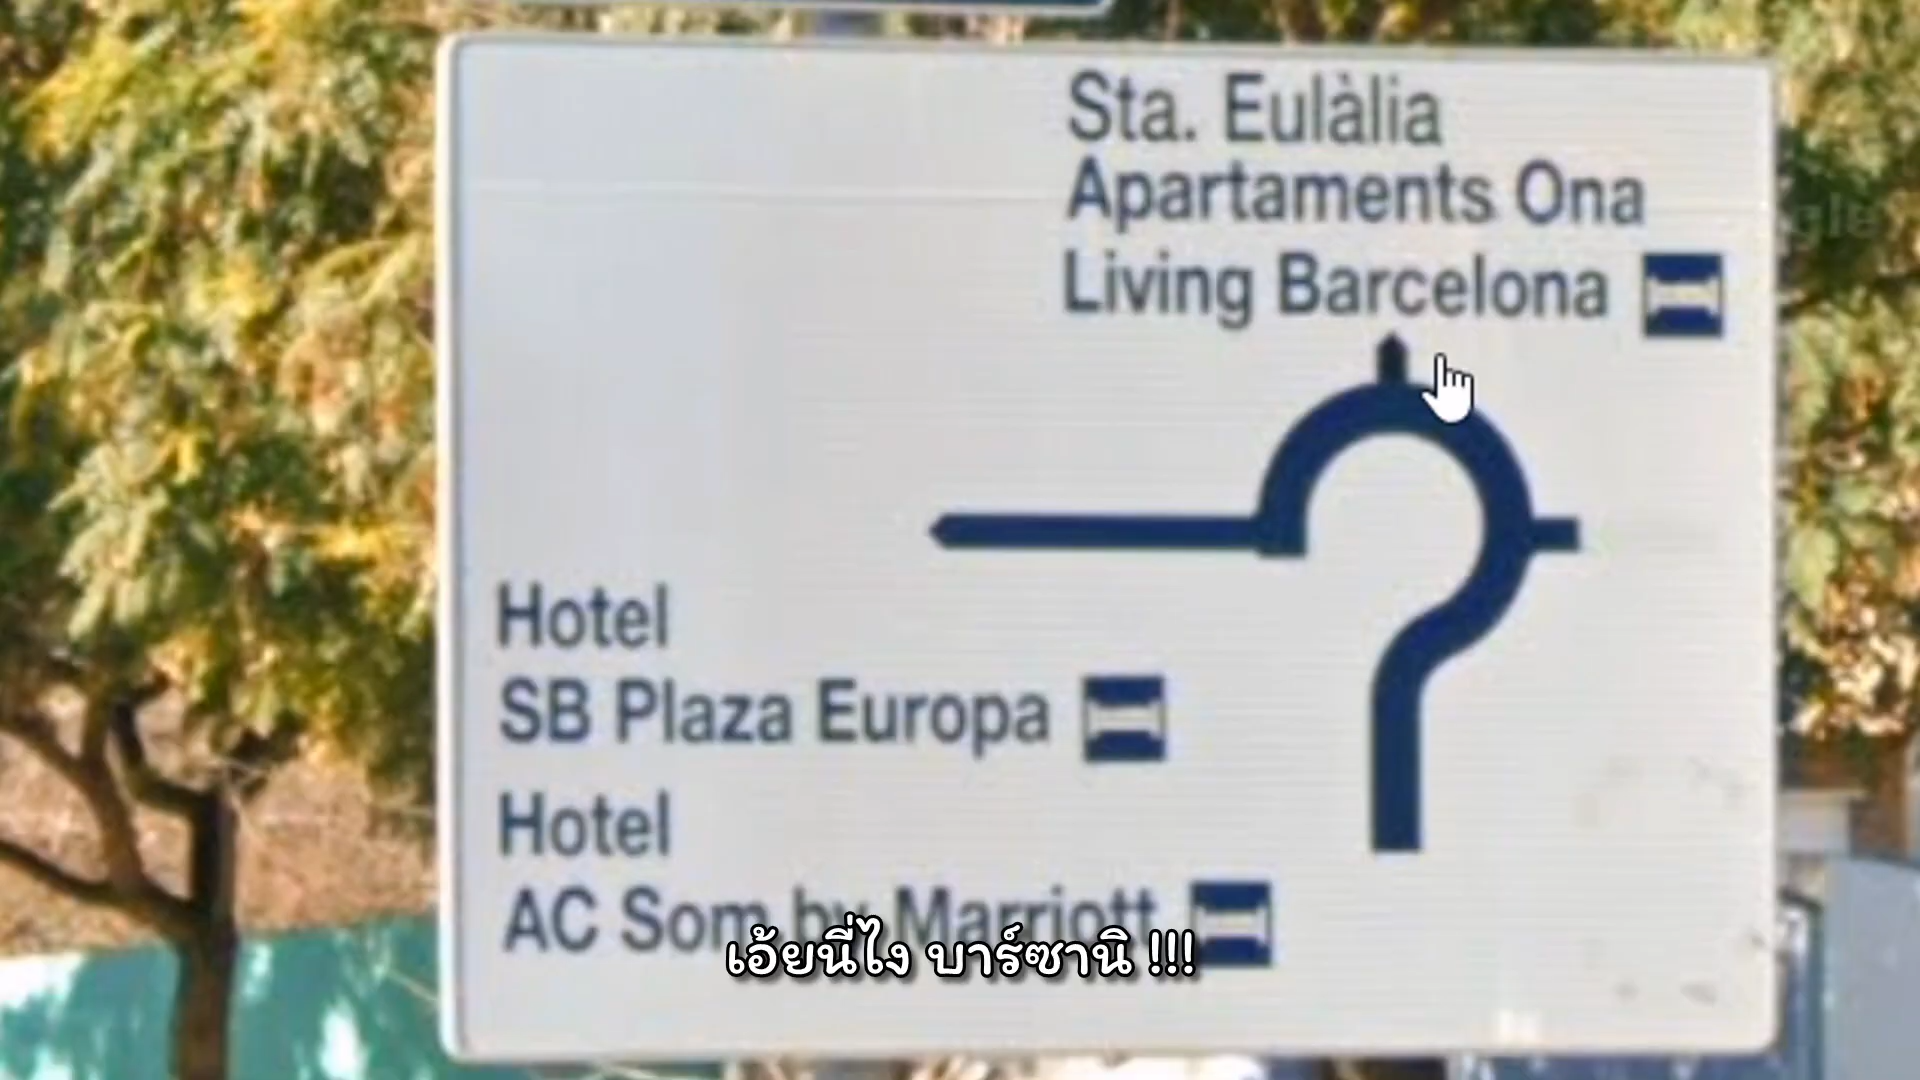 Sta. Eulàlia
Apartaments Ona
Living Barcelona
Hotel
SB Plaza Europa
Hotel
AC Som by Marriott
เอ้ยนี่ไง บาร์ซานิ !!!